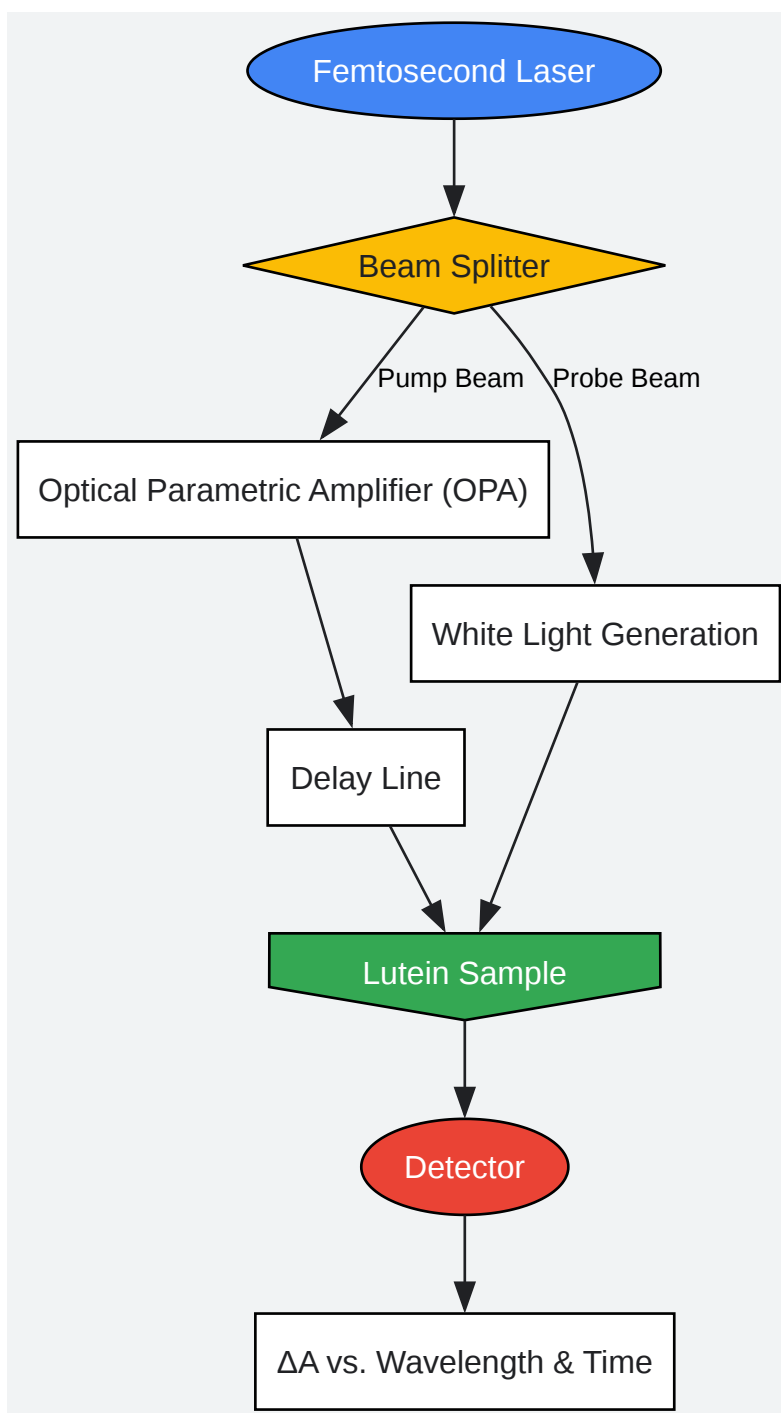 Femtosecond Laser
Beam Splitter
Pump Beam
Probe Beam
Optical Parametric Amplifier (OPA)
White Light Generation
Delay Line
Lutein Sample
Detector
ΔA vs. Wavelength & Time